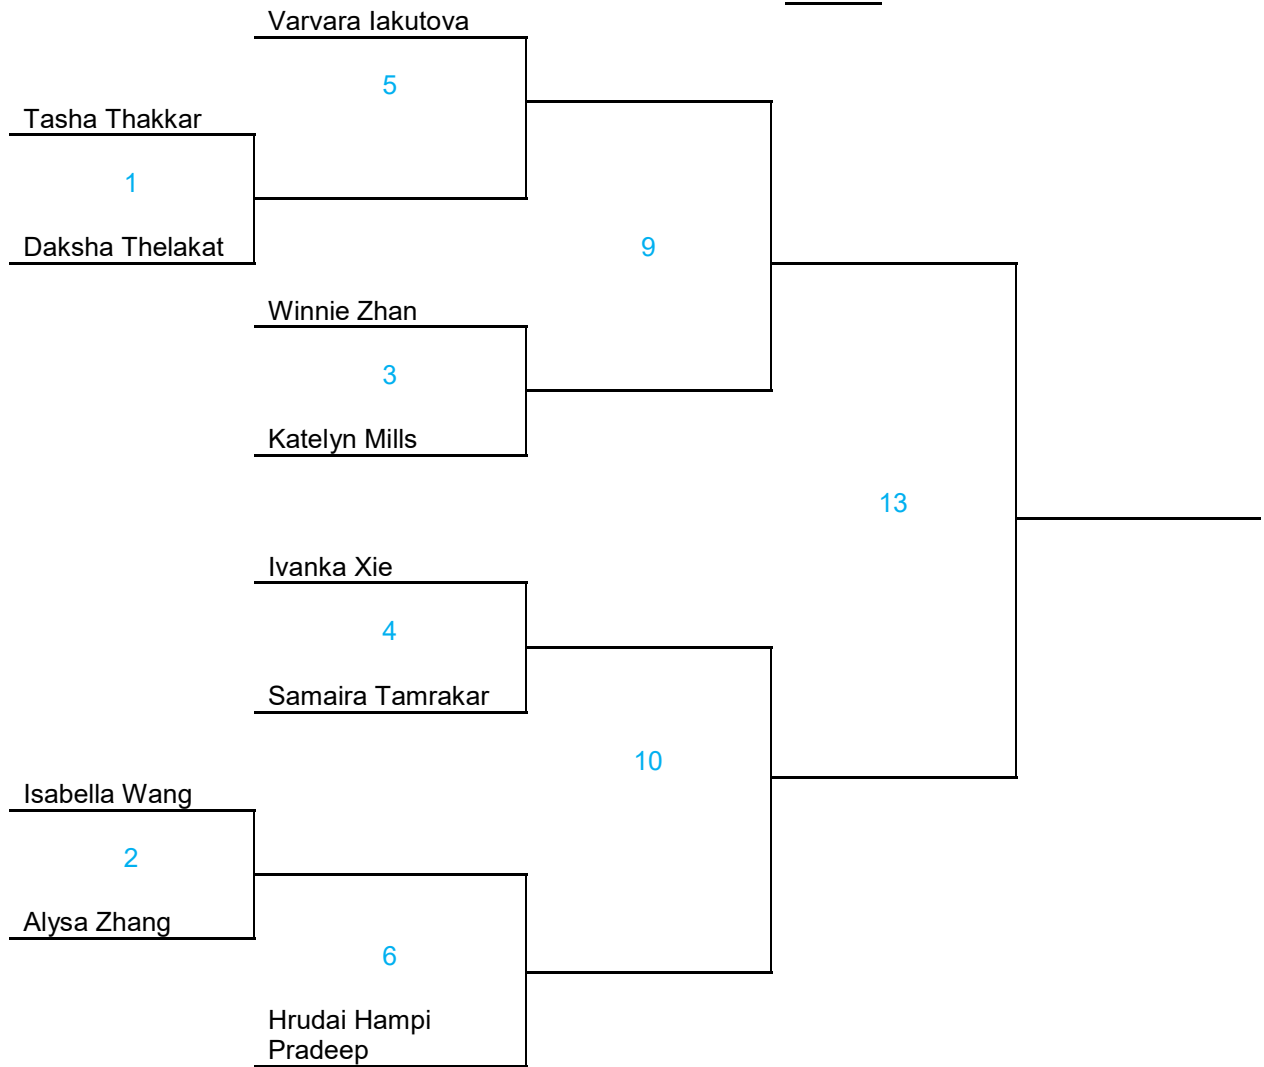 Varvara Iakutova
5
Tasha Thakkar
1
Daksha Thelakat
9
Winnie Zhan
3
Katelyn Mills
13
Ivanka Xie
4
Samaira Tamrakar
10
Isabella Wang
2
Alysa Zhang
6
Hrudai Hampi
Pradeep